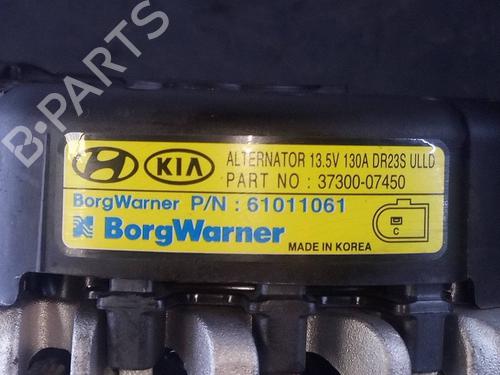 B-PARTS
KIA ALTERNATOR 13.5V 130A DR23S ULLD
PART NO : 37300-07450
BorgWarner P/N : 61011061
BorgWarner
MADE IN KOREA
C